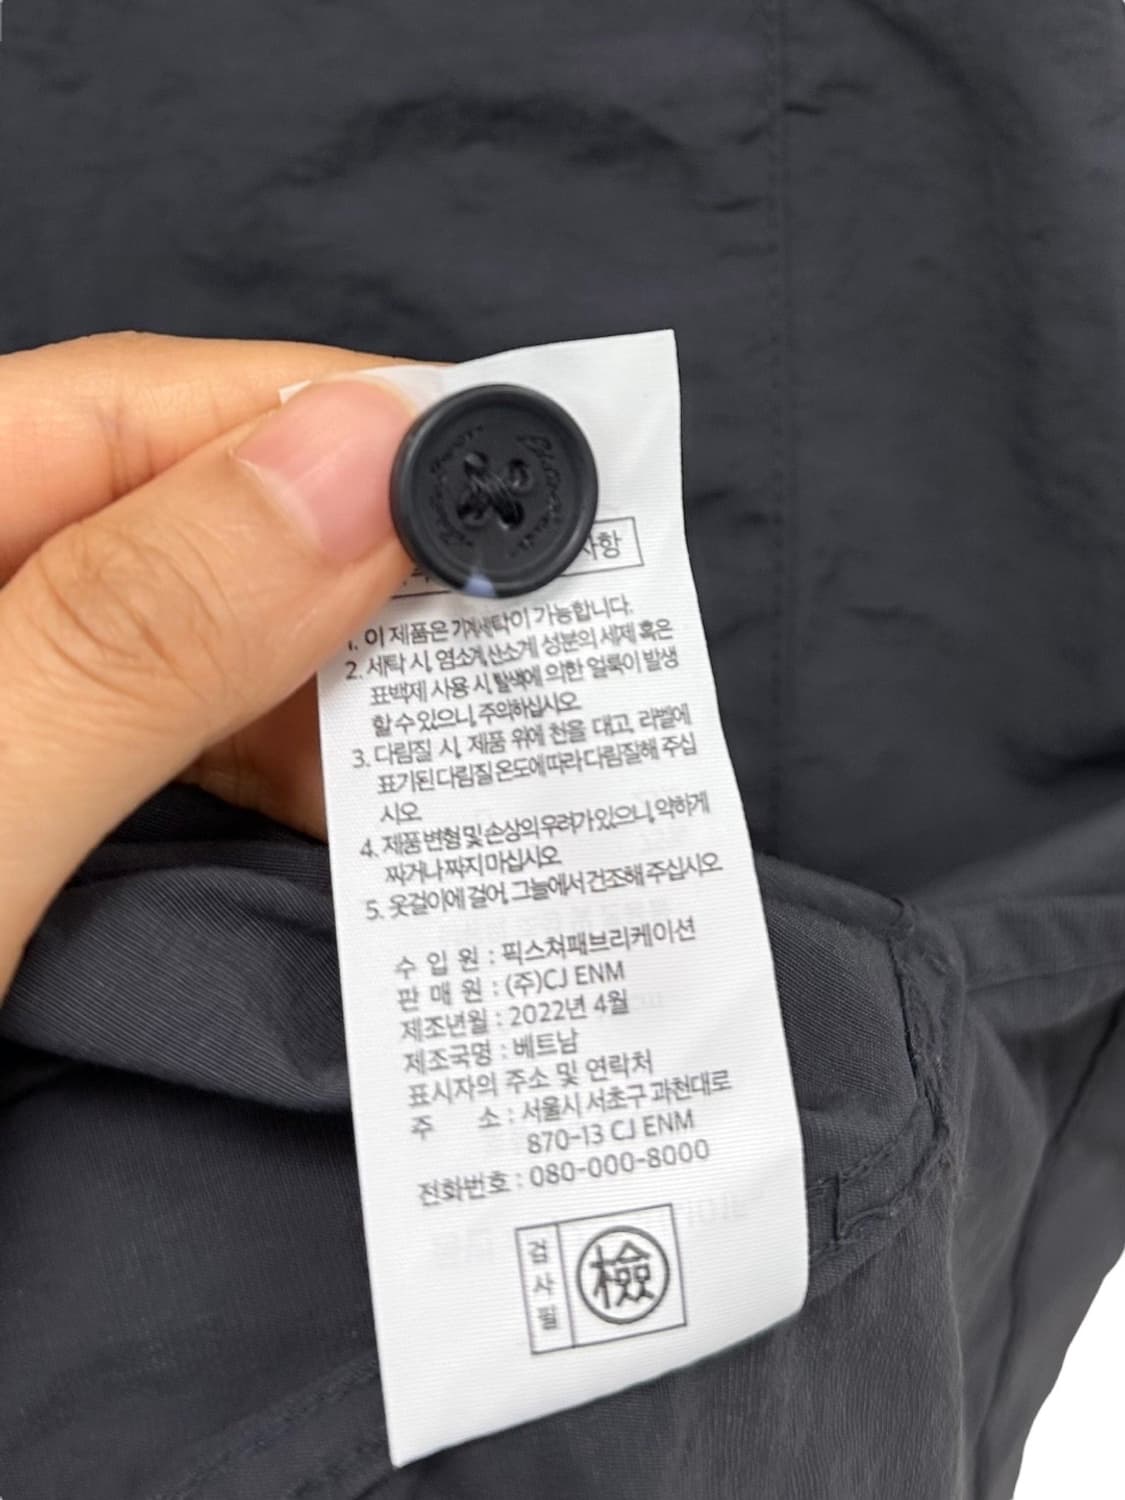 사항
1. 이 제품은 기계세탁이 가능합니다.
2. 세탁 시, 염소계, 산소계 성분의 세제 혹은
표백제 사용 시, 탈색에 의한 얼룩이 발생
할 수 있으니, 주의하십시오.
3. 다림질 시, 제품 위에 천을 대고, 라벨에
표기된 다림질 온도에 따라 다림질해 주십
시오.
4. 제품 변형 및 손상의 우려가 있으니, 약하게
짜거나 짜지 마십시오.
5. 옷걸이에 걸어, 그늘에서 건조해 주십시오
수 입 원 : 픽스쳐패브리케이션
판 매 원 : (주)CJ ENM
제조년월 : 2022년 4월
제조국명 : 베트남
표시자의 주소 및 연락처
주 소 : 서울시 서초구 과천대로
870-13 CJ ENM
전화번호 : 080-000-8000
검사필
檢